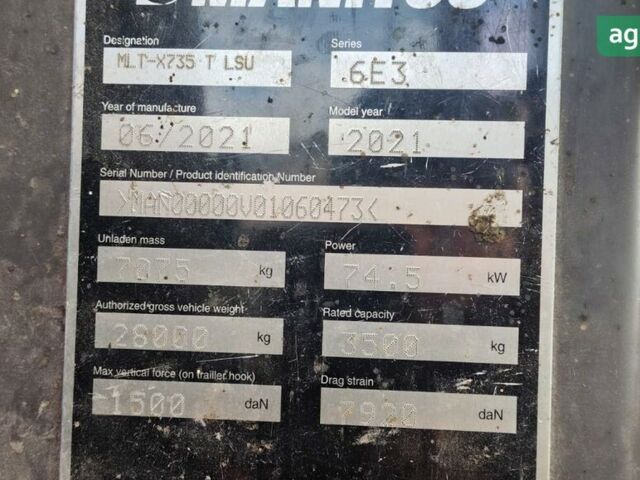 MANITOU
ag
Designation
MLT-X735 T LSU
Series
6E3
Year of manufacture
06/2021
Model year
2021
Serial Number / Product identification Number
>MAN00000V01060473<
Unladen mass
7075 kg
Power
74.5 kW
Authorized gross vehicle weight
28000 kg
Rated capacity
3500 kg
Max vertical force (on trailler hook)
1500 daN
Drag strain
daN